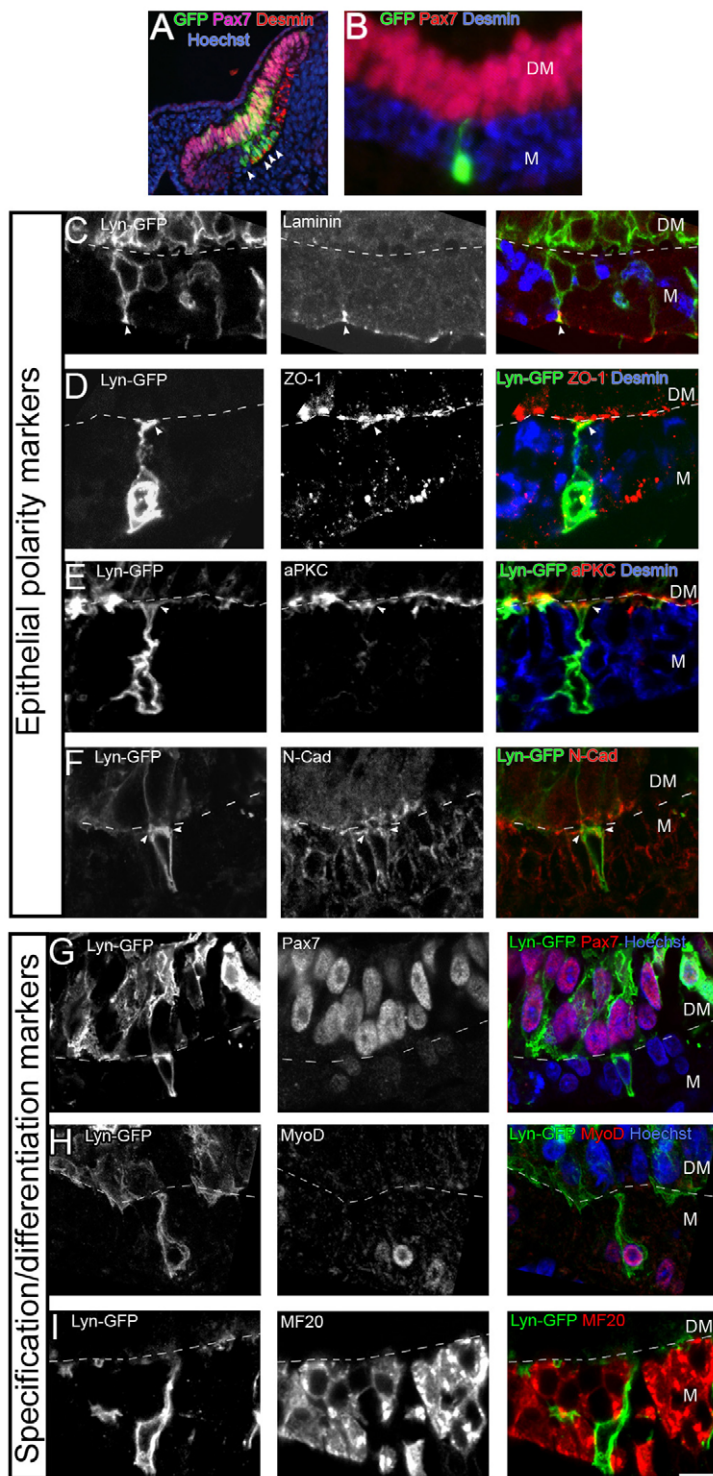 A
GFP Pax7 Desmin
Hoechst
B
GFP Pax7 Desmin
DM
M
Epithelial polarity markers
C
Lyn-GFP
Laminin
DM
M
D
Lyn-GFP
ZO-1
Lyn-GFP ZO-1 Desmin
DM
M
E
Lyn-GFP
aPKC
Lyn-GFP aPKC Desmin
DM
M
F
Lyn-GFP
N-Cad
Lyn-GFP N-Cad
DM
M
Specification/differentiation markers
G
Lyn-GFP
Pax7
Lyn-GFP Pax7 Hoechst
DM
M
H
Lyn-GFP
MyoD
Lyn-GFP MyoD Hoechst
DM
M
I
Lyn-GFP
MF20
Lyn-GFP MF20
DM
M